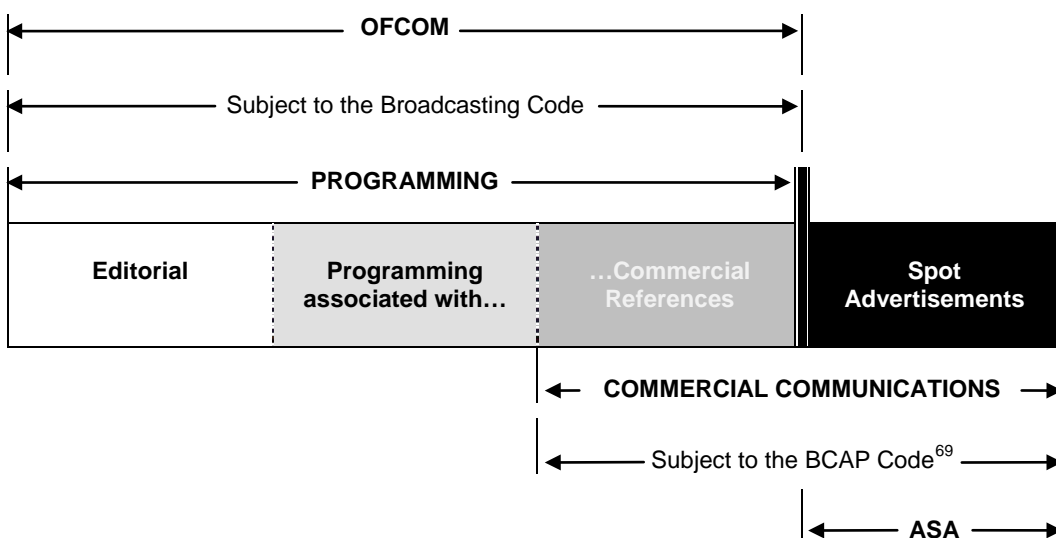 OFCOM
Subject to the Broadcasting Code
PROGRAMMING
Editorial
Programming
associated with…
…Commercial
References
Spot
Advertisements
COMMERCIAL COMMUNICATIONS
Subject to the BCAP Code69
ASA